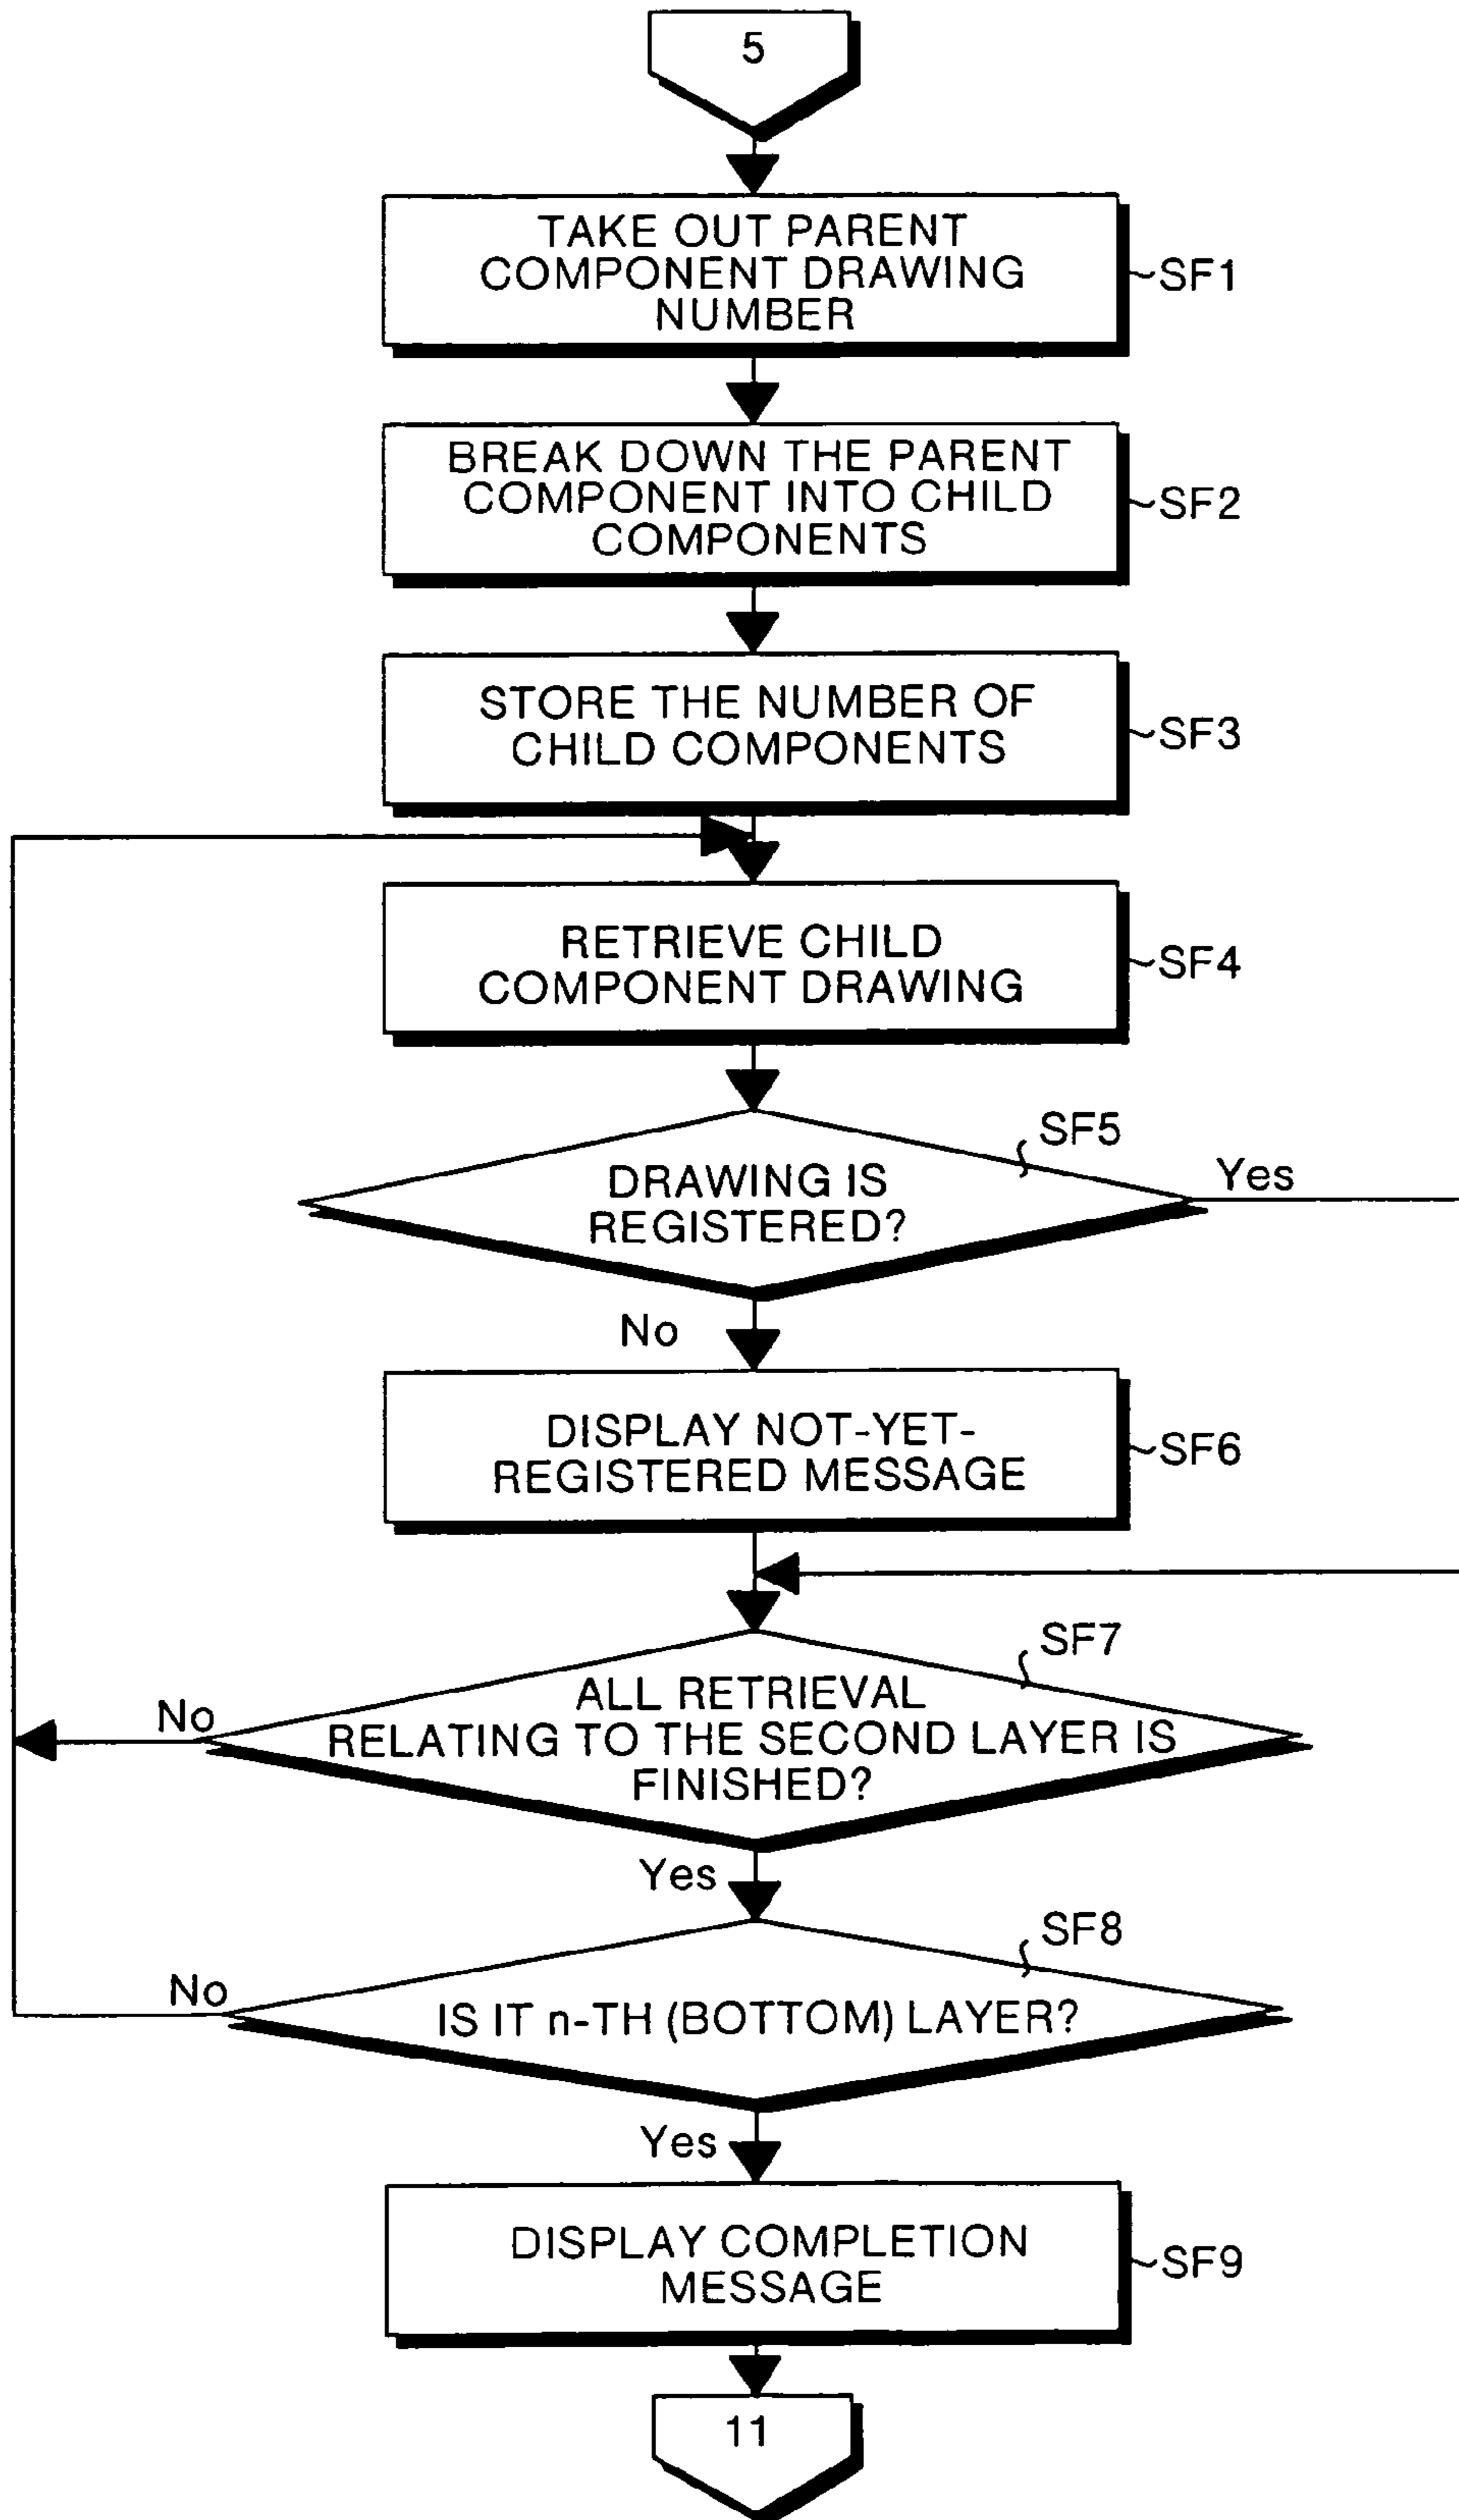 5
TAKE OUT PARENT
COMPONENT DRAWING
NUMBER
SF1
BREAK DOWN THE PARENT
COMPONENT INTO CHILD
COMPONENTS
SF2
STORE THE NUMBER OF
CHILD COMPONENTS
SF3
RETRIEVE CHILD
COMPONENT DRAWING
SF4
SF5
DRAWING IS
REGISTERED?
Yes
No
DISPLAY NOT-YET-
REGISTERED MESSAGE
SF6
SF7
ALL RETRIEVAL
RELATING TO THE SECOND LAYER IS
FINISHED?
No
Yes
SF8
No
IS IT n-TH (BOTTOM) LAYER?
Yes
DISPLAY COMPLETION
MESSAGE
SF9
11